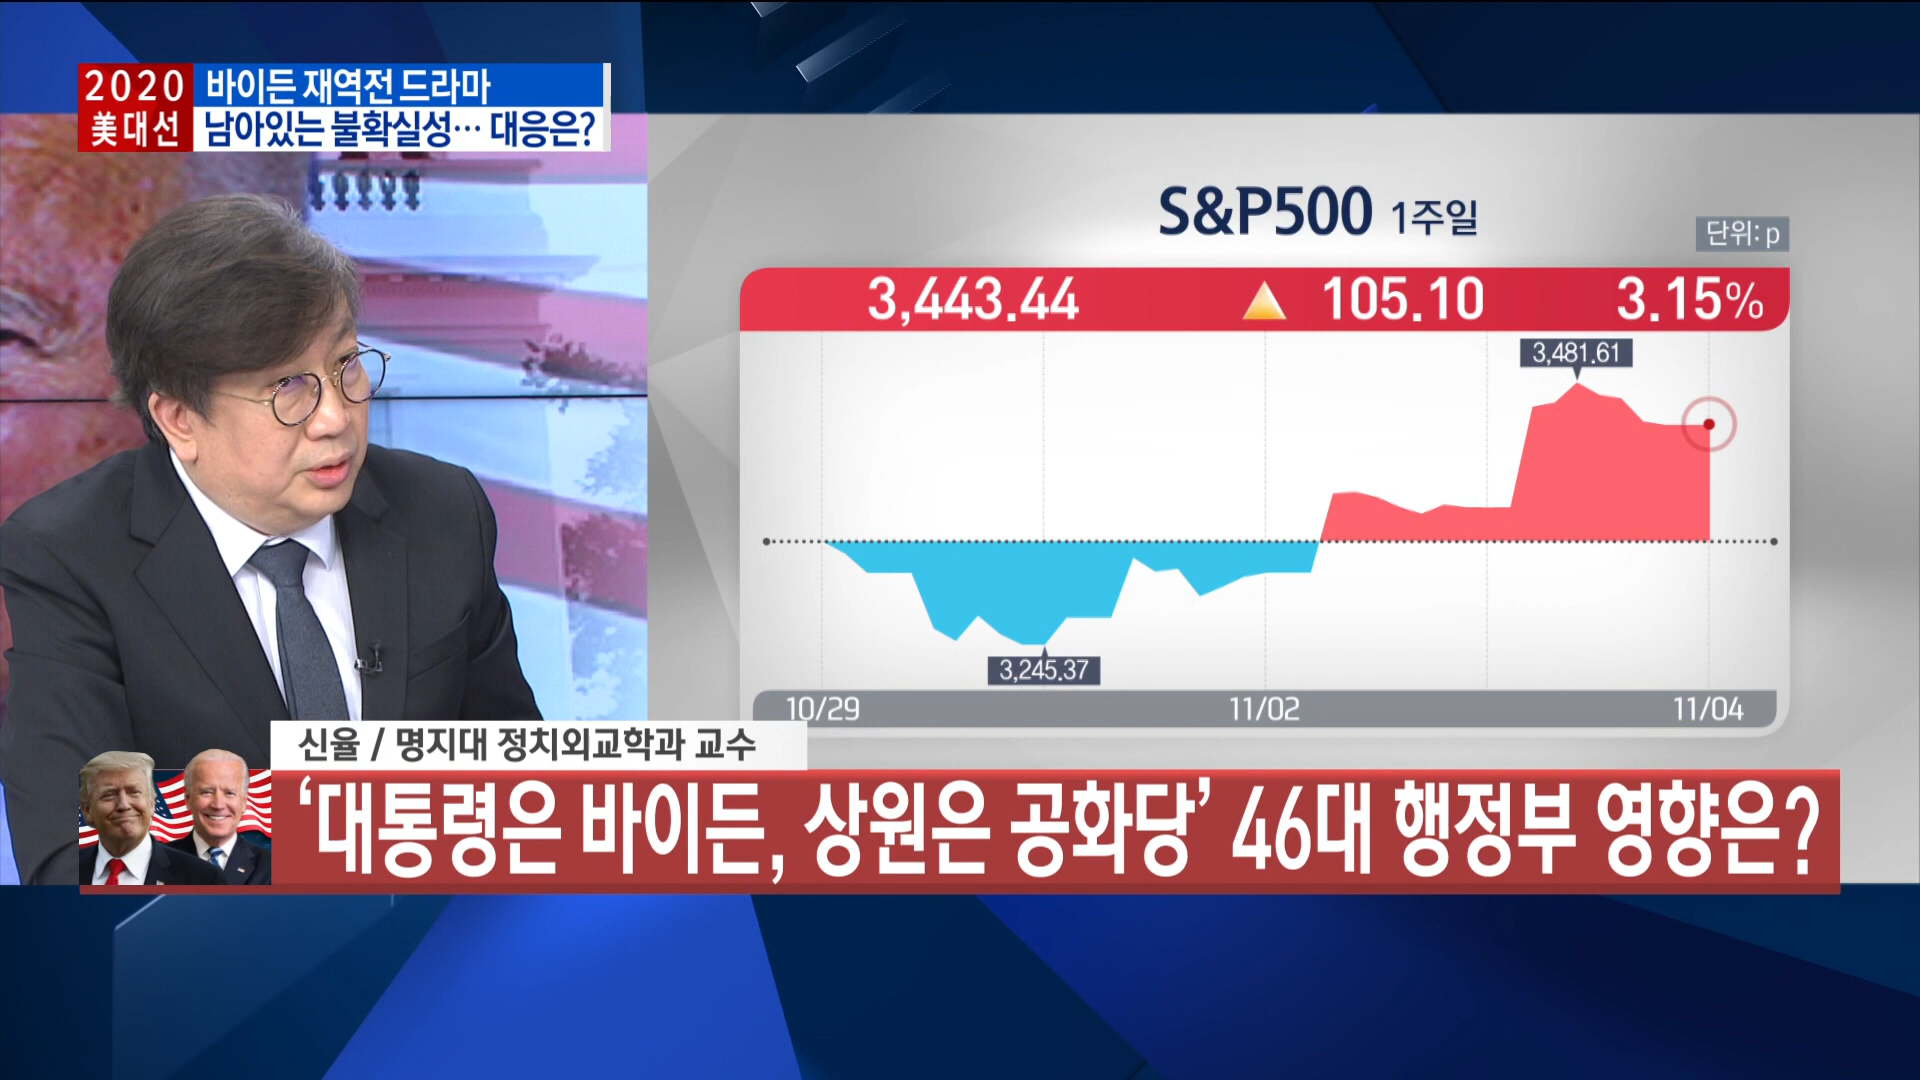 2020 바이든 재역전 드라마
美대선 남아있는 불확실성… 대응은?
S&P500 1주일
단위:p
3,443.44 ▲ 105.10 3.15%
3,481.61
3,245.37
10/29 11/02 11/04
신율 / 명지대 정치외교학과 교수
‘대통령은 바이든, 상원은 공화당’ 46대 행정부 영향은?